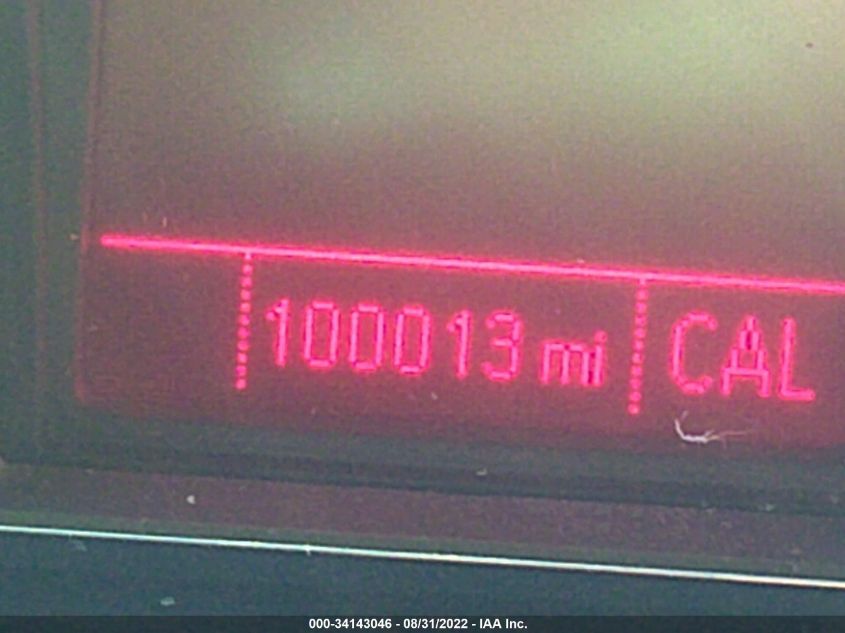 100013 mi CAL
000-34143046 - 08/31/2022 - IAA Inc.